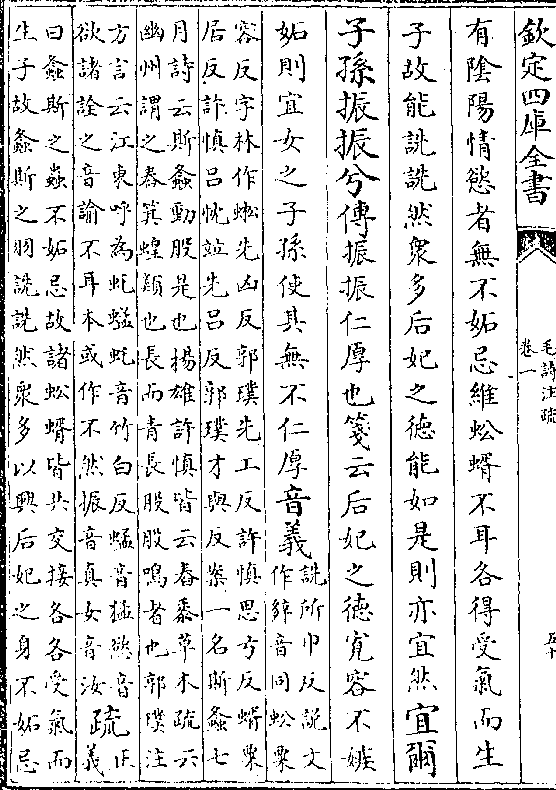 欽定四庫全書
毛詩注疏
卷一
五十
有陰陽情慾者無不妬忌維蚣蝑不耳各得受氣而生
子故能詵詵然衆多后妃之德能如是則亦宜然宜爾
子孫振振兮傳振振仁厚也箋云后妃之德寛容不嫉
妬則宜女之子孫使其無不仁厚音義詵所巾反説文
作𨐔音同蚣粟
容反字林作蜙先凶反郭璞先工反許慎思弓反蝑粟
居反許慎呂忱竝先呂反郭璞才與反案一名斯螽七
月詩云斯螽動股是也揚雄許慎皆云舂黍草木疏云
幽州謂之舂箕蝗類也長而青長股股鳴者也郭璞注
方言云江東呼為虴蜢虴音竹白反蜢音猛慾音
欲諸詮之音諭不耳本或作不然振音真女音汝疏正
義
曰螽斯之蟲不妬忌故諸蚣蝑皆共交接各各受氣而
生子故螽斯之羽詵詵然衆多以興后妃之身不妬忌